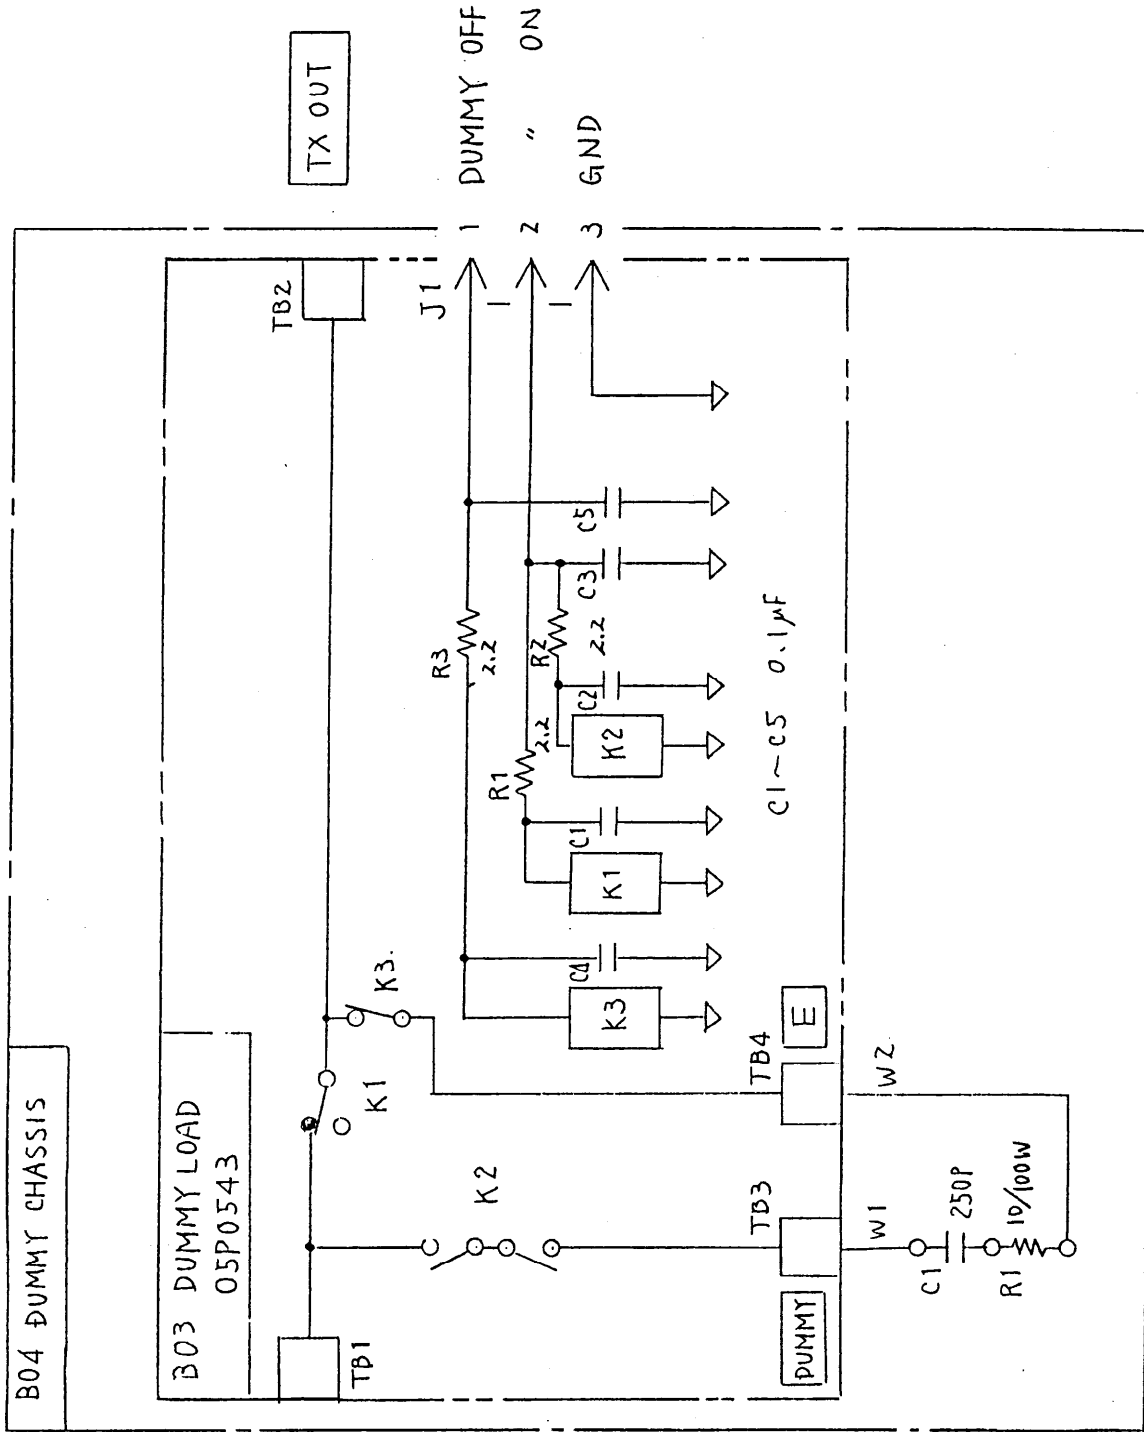 B04 DUMMY CHASSIS
B03 DUMMY LOAD
05P0543
TB1
TB2
TX OUT
K1
K3.
K2
J1
1 DUMMY OFF
2 〃 ON
3 GND
R3
2.2
R1
2.2
R2
2.2
K3
C4
K1
C1
K2
C2
C3
C5
C1~C5 0.1μF
TB3
DUMMY
TB4
E
W1
W2
C1
250P
R1
10/100W